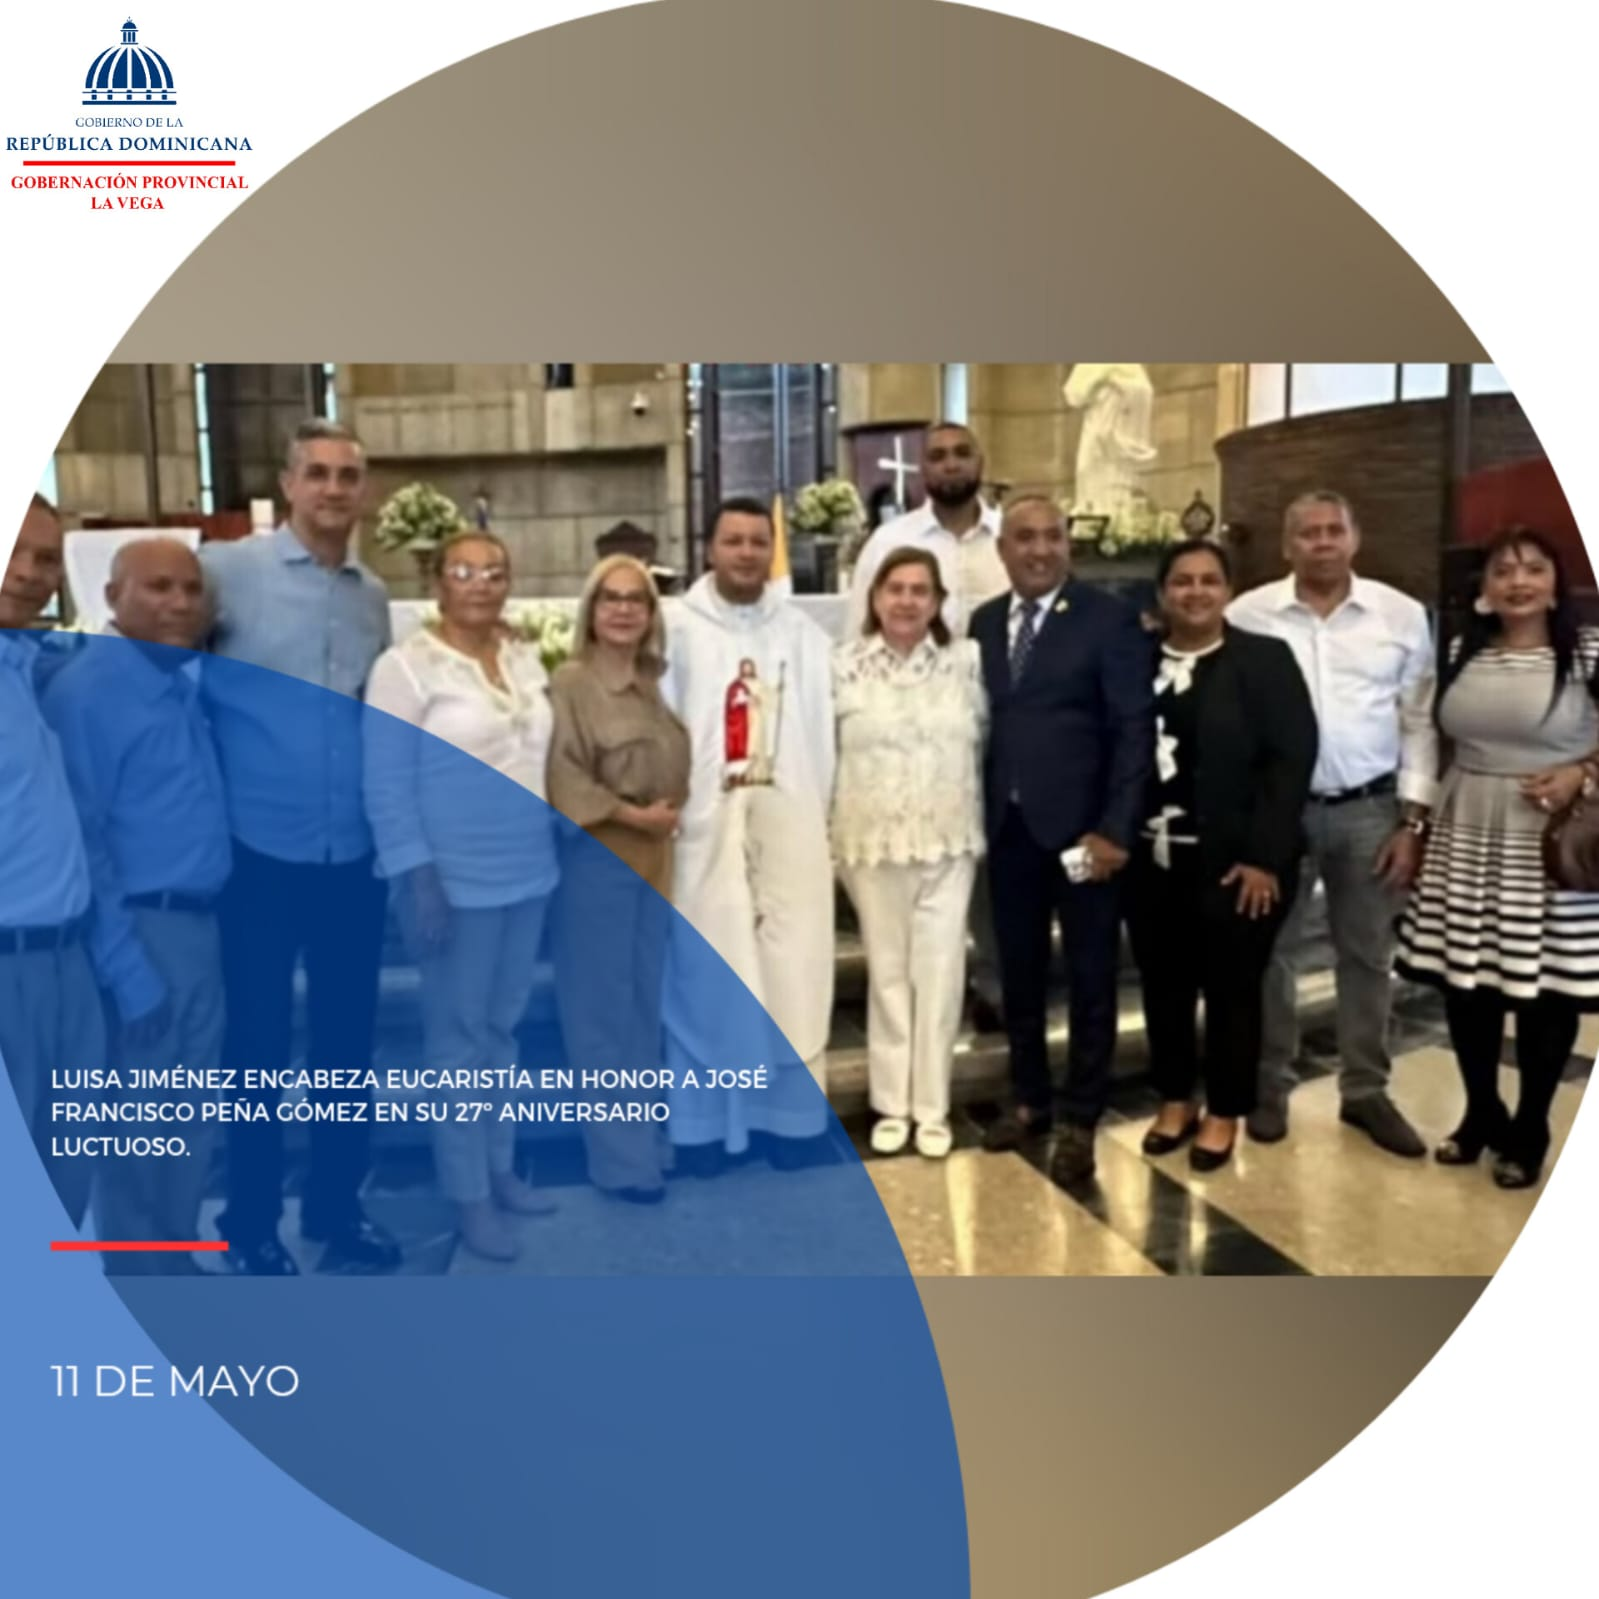 GOBIERNO DE LA
REPÚBLICA DOMINICANA
GOBERNACIÓN PROVINCIAL
LA VEGA
LUISA JIMÉNEZ ENCABEZA EUCARISTÍA EN HONOR A JOSÉ
FRANCISCO PEÑA GÓMEZ EN SU 27º ANIVERSARIO
LUCTUOSO.
11 DE MAYO